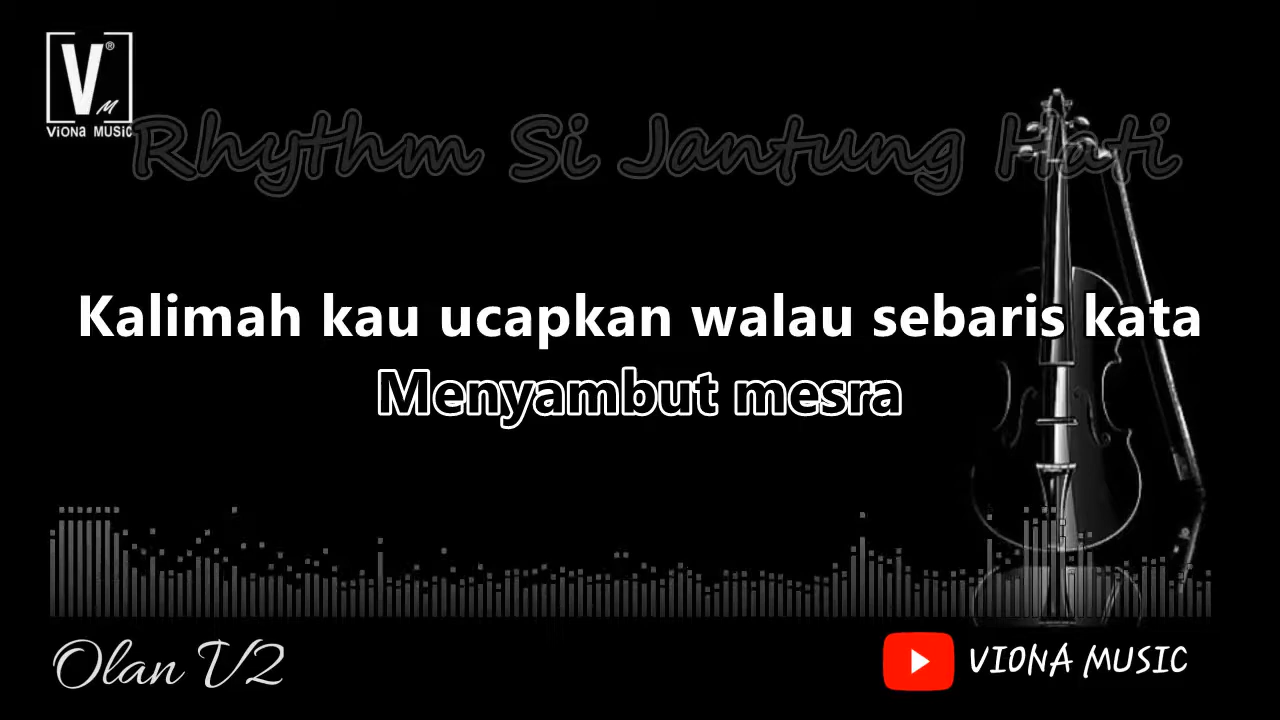 V®
M
VIONA MUSIC
Rhythm Si Jantung Hati
Kalimah kau ucapkan walau sebaris kata
Menyambut mesra
Olan V2
VIONA MUSIC